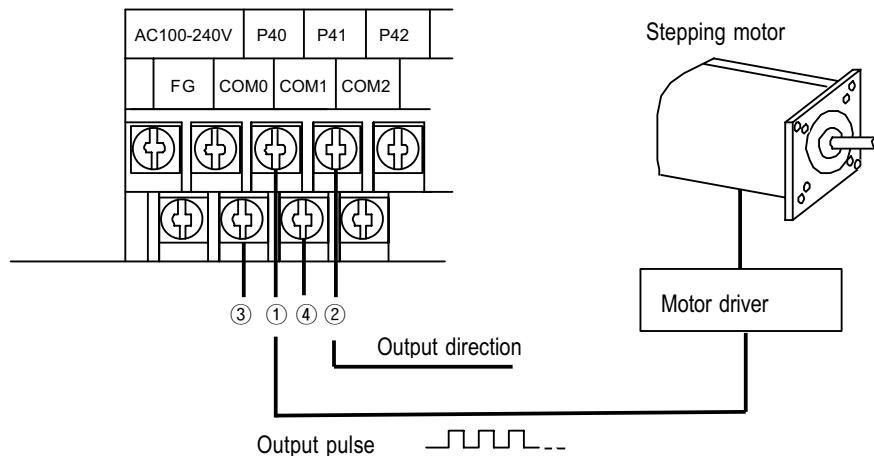 AC100-240V P40 P41 P42
FG COM0 COM1 COM2
Stepping motor
Motor driver
③ ① ④ ②
Output direction
Output pulse